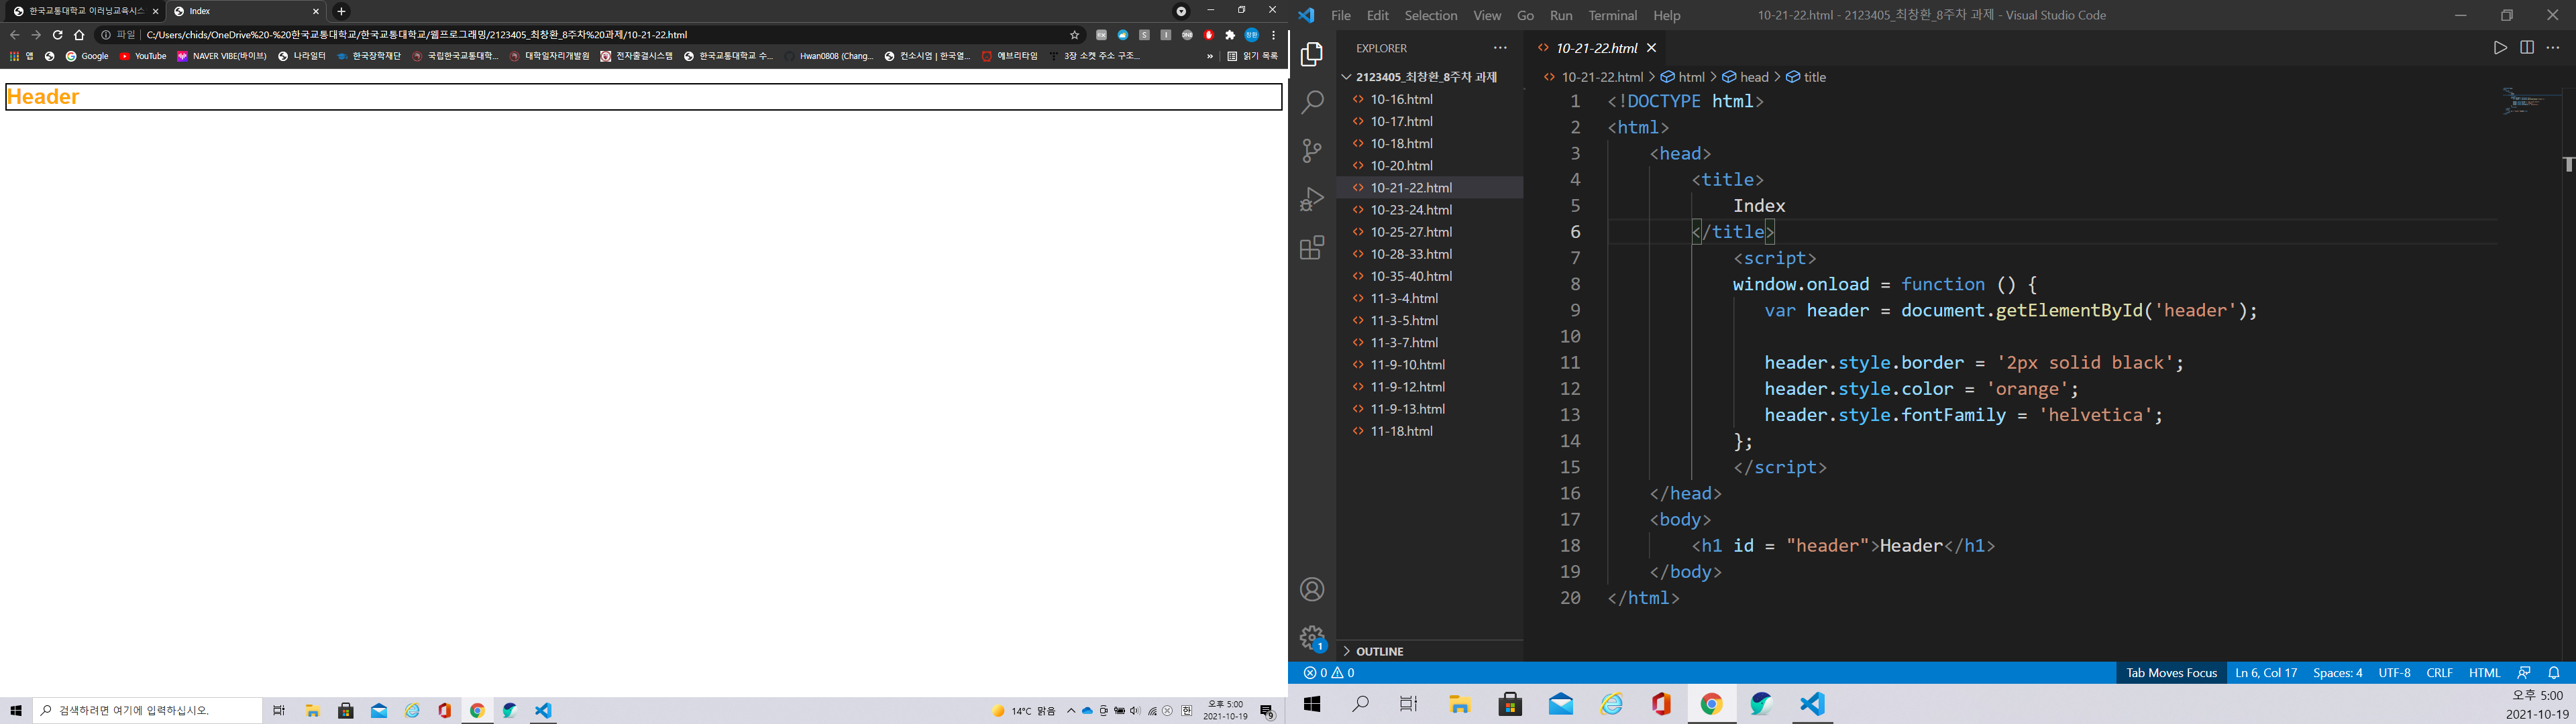 한국교통대학교 이러닝교육시스
Index
파일
C:/Users/chids/OneDrive%20-%20한국교통대학교/한국교통대학교/웹프로그래밍/2123405_최창환_8주차%20과제/10-21-22.html
앱
Google
YouTube
NAVER VIBE(바이브)
나라일터
한국장학재단
국립한국교통대학...
대학일자리개발원
전자출결시스템
한국교통대학교 수...
Hwan0808 (Chang...
컨소시엄 | 한국열...
에브리타임
3장 소켓 주소 구조...
»
읽기 목록
Header
검색하려면 여기에 입력하십시오.
14°C 맑음
오후 5:00
2021-10-19
File Edit Selection View Go Run Terminal Help
10-21-22.html - 2123405_최창환_8주차 과제 - Visual Studio Code
EXPLORER
2123405_최창환_8주차 과제
10-16.html
10-17.html
10-18.html
10-20.html
10-21-22.html
10-23-24.html
10-25-27.html
10-28-33.html
10-35-40.html
11-3-4.html
11-3-5.html
11-3-7.html
11-9-10.html
11-9-12.html
11-9-13.html
11-18.html
OUTLINE
10-21-22.html
10-21-22.html > html > head > title
1 <!DOCTYPE html>
2 <html>
3 <head>
4 <title>
5 Index
6 </title>
7 <script>
8 window.onload = function () {
9 var header = document.getElementById('header');
10
11 header.style.border = '2px solid black';
12 header.style.color = 'orange';
13 header.style.fontFamily = 'helvetica';
14 };
15 </script>
16 </head>
17 <body>
18 <h1 id = "header">Header</h1>
19 </body>
20 </html>
1
0 0
Tab Moves Focus
Ln 6, Col 17
Spaces: 4
UTF-8
CRLF
HTML
오후 5:00
2021-10-19